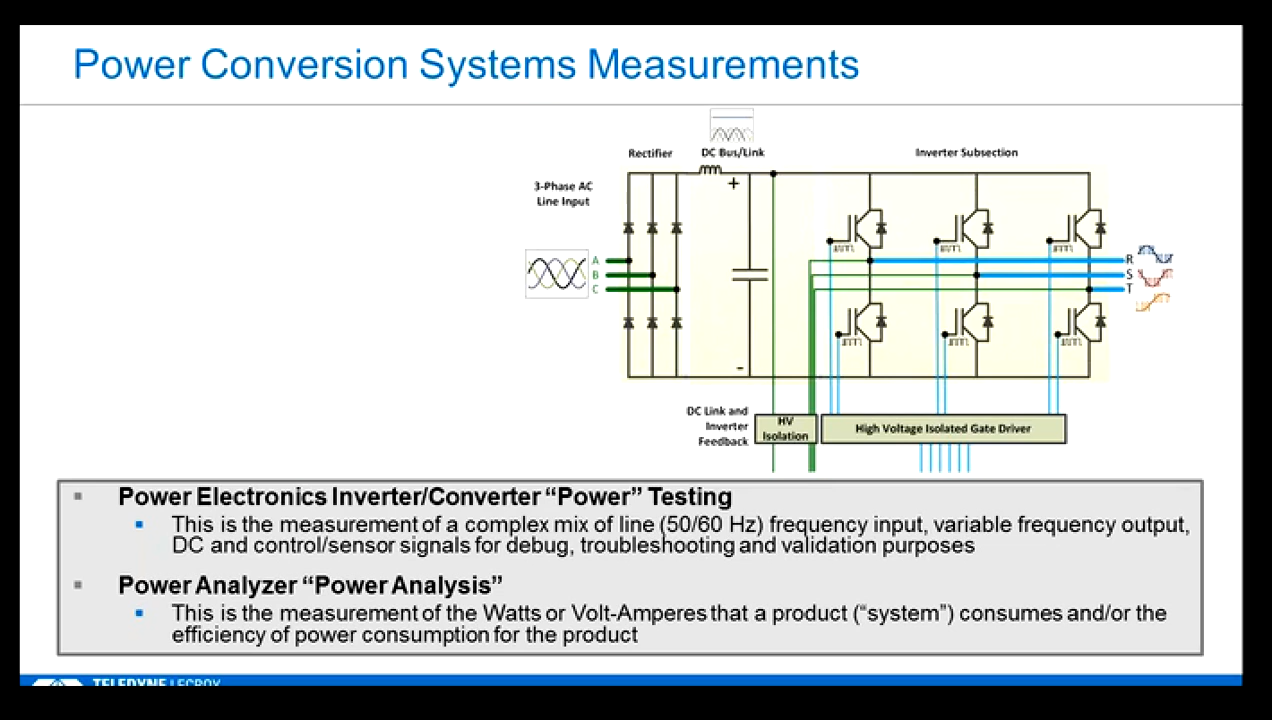 Power Conversion Systems Measurements
Rectifier
DC Bus/Link
Inverter Subsection
3-Phase AC
Line Input
+
A
B
C
R
S
T
-
DC Link and
Inverter
Feedback
HV
Isolation
High Voltage Isolated Gate Driver
Power Electronics Inverter/Converter “Power” Testing
This is the measurement of a complex mix of line (50/60 Hz) frequency input, variable frequency output,
DC and control/sensor signals for debug, troubleshooting and validation purposes
Power Analyzer “Power Analysis”
This is the measurement of the Watts or Volt-Amperes that a product (“system”) consumes and/or the
efficiency of power consumption for the product
TELEDYNE LECROY